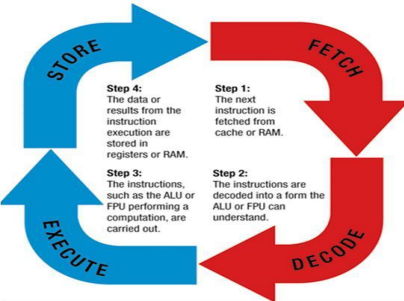 STORE
FETCH
Step 4:
The data or
results from the
instruction
execution are
stored in
registers or RAM.
Step 1:
The next
instruction is
fetched from
cache or RAM.
Step 3:
The instructions,
such as the ALU or
FPU performing a
computation, are
carried out.
Step 2:
The instructions are
decoded into a form the
ALU or FPU can
understand.
EXECUTE
DECODE